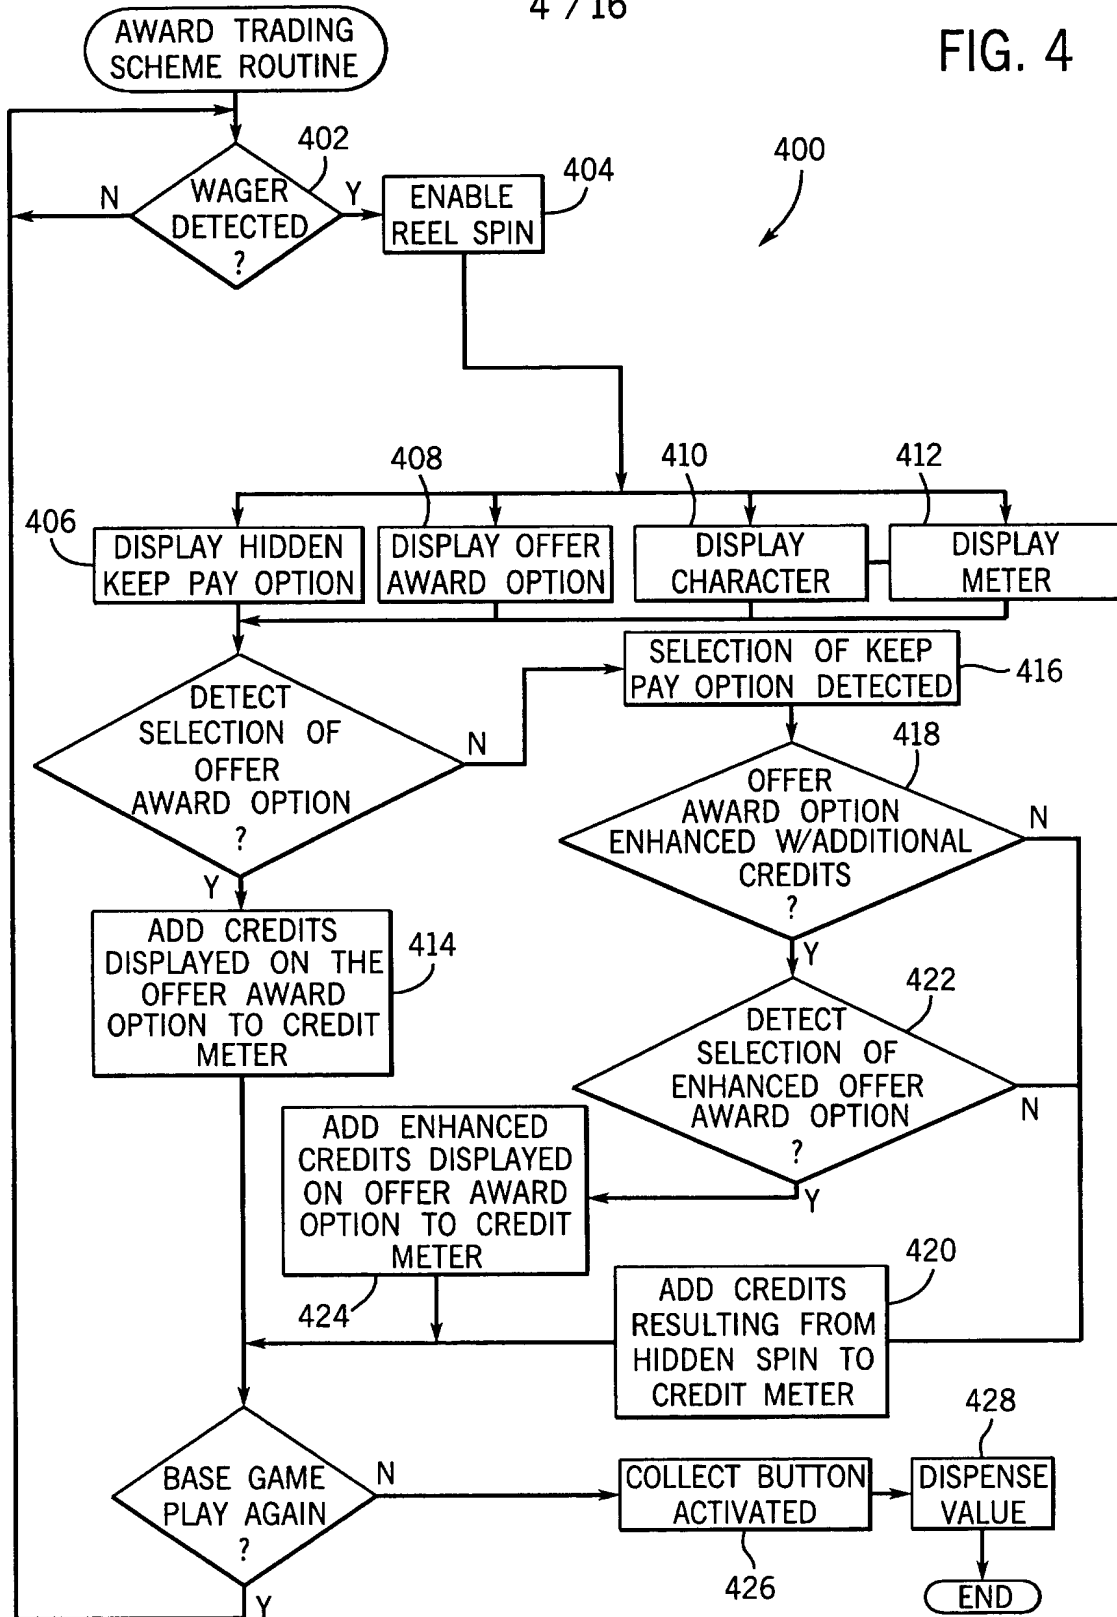 4 / 16
FIG. 4
AWARD TRADING
SCHEME ROUTINE
402
400
N
WAGER
DETECTED
?
Y
ENABLE
REEL SPIN
404
406
408
410
412
DISPLAY HIDDEN
KEEP PAY OPTION
DISPLAY OFFER
AWARD OPTION
DISPLAY
CHARACTER
DISPLAY
METER
DETECT
SELECTION OF
OFFER
AWARD OPTION
?
N
Y
SELECTION OF KEEP
PAY OPTION DETECTED
416
418
OFFER
AWARD OPTION
ENHANCED W/ADDITIONAL
CREDITS
?
N
Y
ADD CREDITS
DISPLAYED ON THE
OFFER AWARD
OPTION TO CREDIT
METER
414
422
DETECT
SELECTION OF
ENHANCED OFFER
AWARD OPTION
?
N
Y
ADD ENHANCED
CREDITS DISPLAYED
ON OFFER AWARD
OPTION TO CREDIT
METER
424
420
ADD CREDITS
RESULTING FROM
HIDDEN SPIN TO
CREDIT METER
BASE GAME
PLAY AGAIN
?
N
Y
COLLECT BUTTON
ACTIVATED
426
428
DISPENSE
VALUE
END